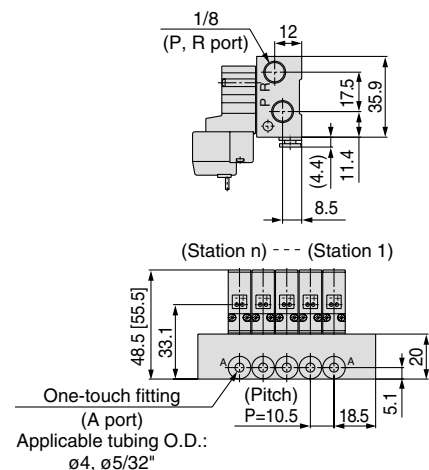 1/8
(P, R port)
12
R
P
17.5
35.9
(4.4)
11.4
8.5
(Station n) --- (Station 1)
48.5 [55.5]
33.1
A
A
20
5.1
One-touch fitting
(A port)
Applicable tubing O.D.:
ø4, ø5/32"
(Pitch)
P=10.5
18.5